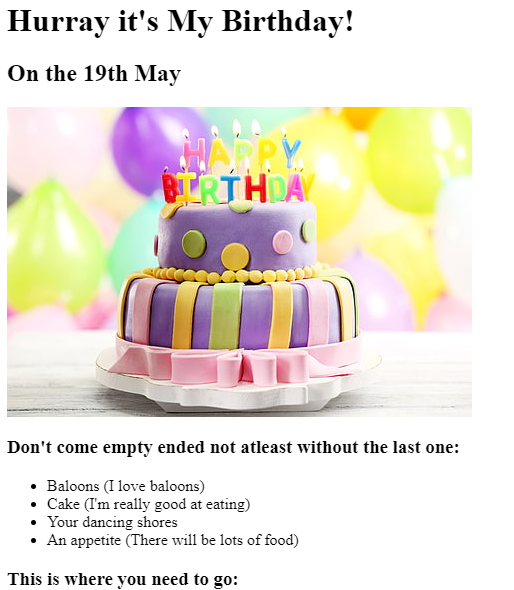 Hurray it's My Birthday!
On the 19th May
HAPPY
BIRTHDAY
Don't come empty ended not atleast without the last one:
Baloons (I love baloons)
Cake (I'm really good at eating)
Your dancing shores
An appetite (There will be lots of food)
This is where you need to go: